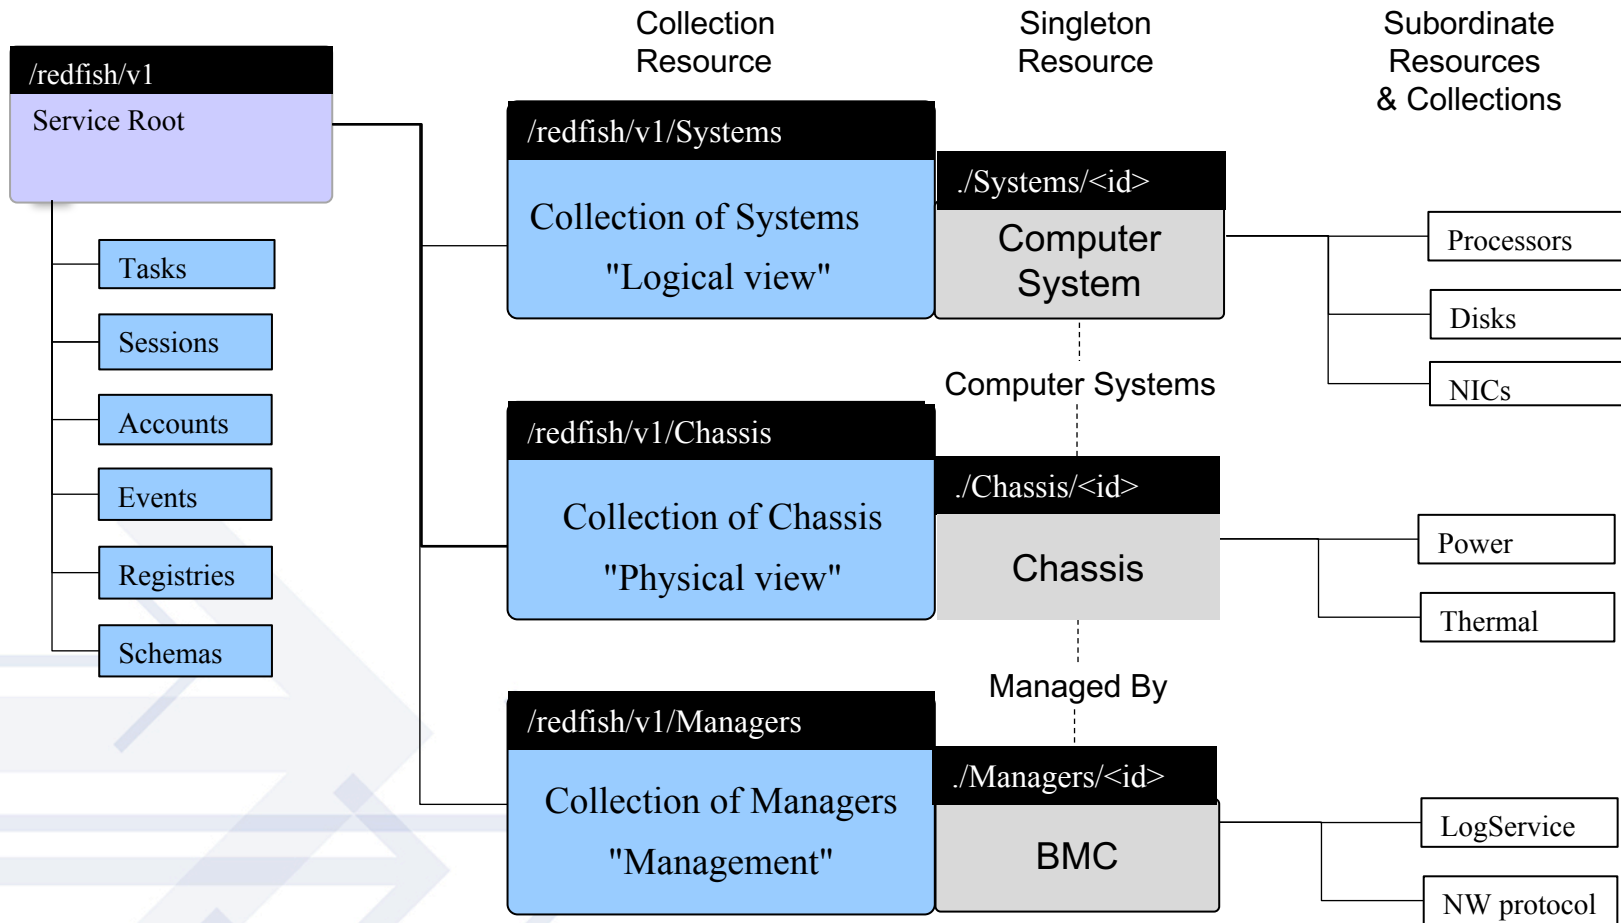 Collection
Resource
Singleton
Resource
Subordinate
Resources
& Collections
/redfish/v1
Service Root
Tasks
Sessions
Accounts
Events
Registries
Schemas
/redfish/v1/Systems
Collection of Systems
"Logical view"
./Systems/<id>
Computer
System
Processors
Disks
NICs
Computer Systems
/redfish/v1/Chassis
Collection of Chassis
"Physical view"
./Chassis/<id>
Chassis
Power
Thermal
Managed By
/redfish/v1/Managers
Collection of Managers
"Management"
./Managers/<id>
BMC
LogService
NW protocol